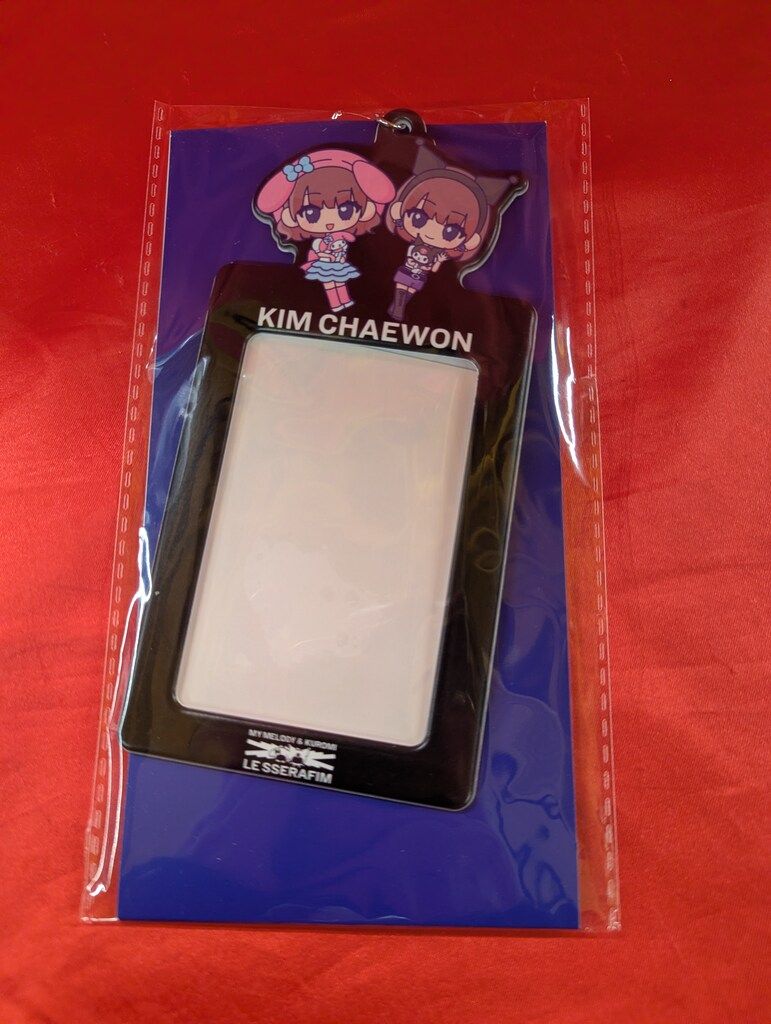 KIM CHAEWON
MY MELODY & KUROMI
LE SSERAFIM